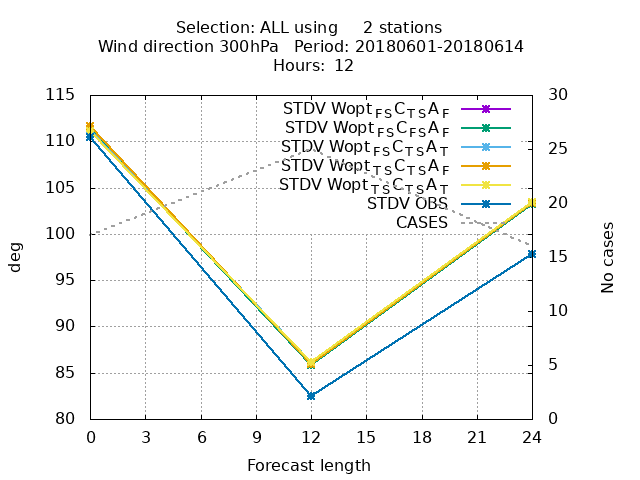 Selection: ALL using     2 stations
Wind direction 300hPa   Period: 20180601-20180614
Hours:  12
115
110
105
100
95
90
85
80
deg
30
25
20
15
10
5
0
No cases
STDV Wopt_FS C_TS A_F
STDV Wopt_FS C_FS A_F
STDV Wopt_FS C_TS A_T
STDV Wopt_TS C_TS A_F
STDV Wopt_TS C_TS A_T
STDV OBS
CASES
0 3 6 9 12 15 18 21 24
Forecast length